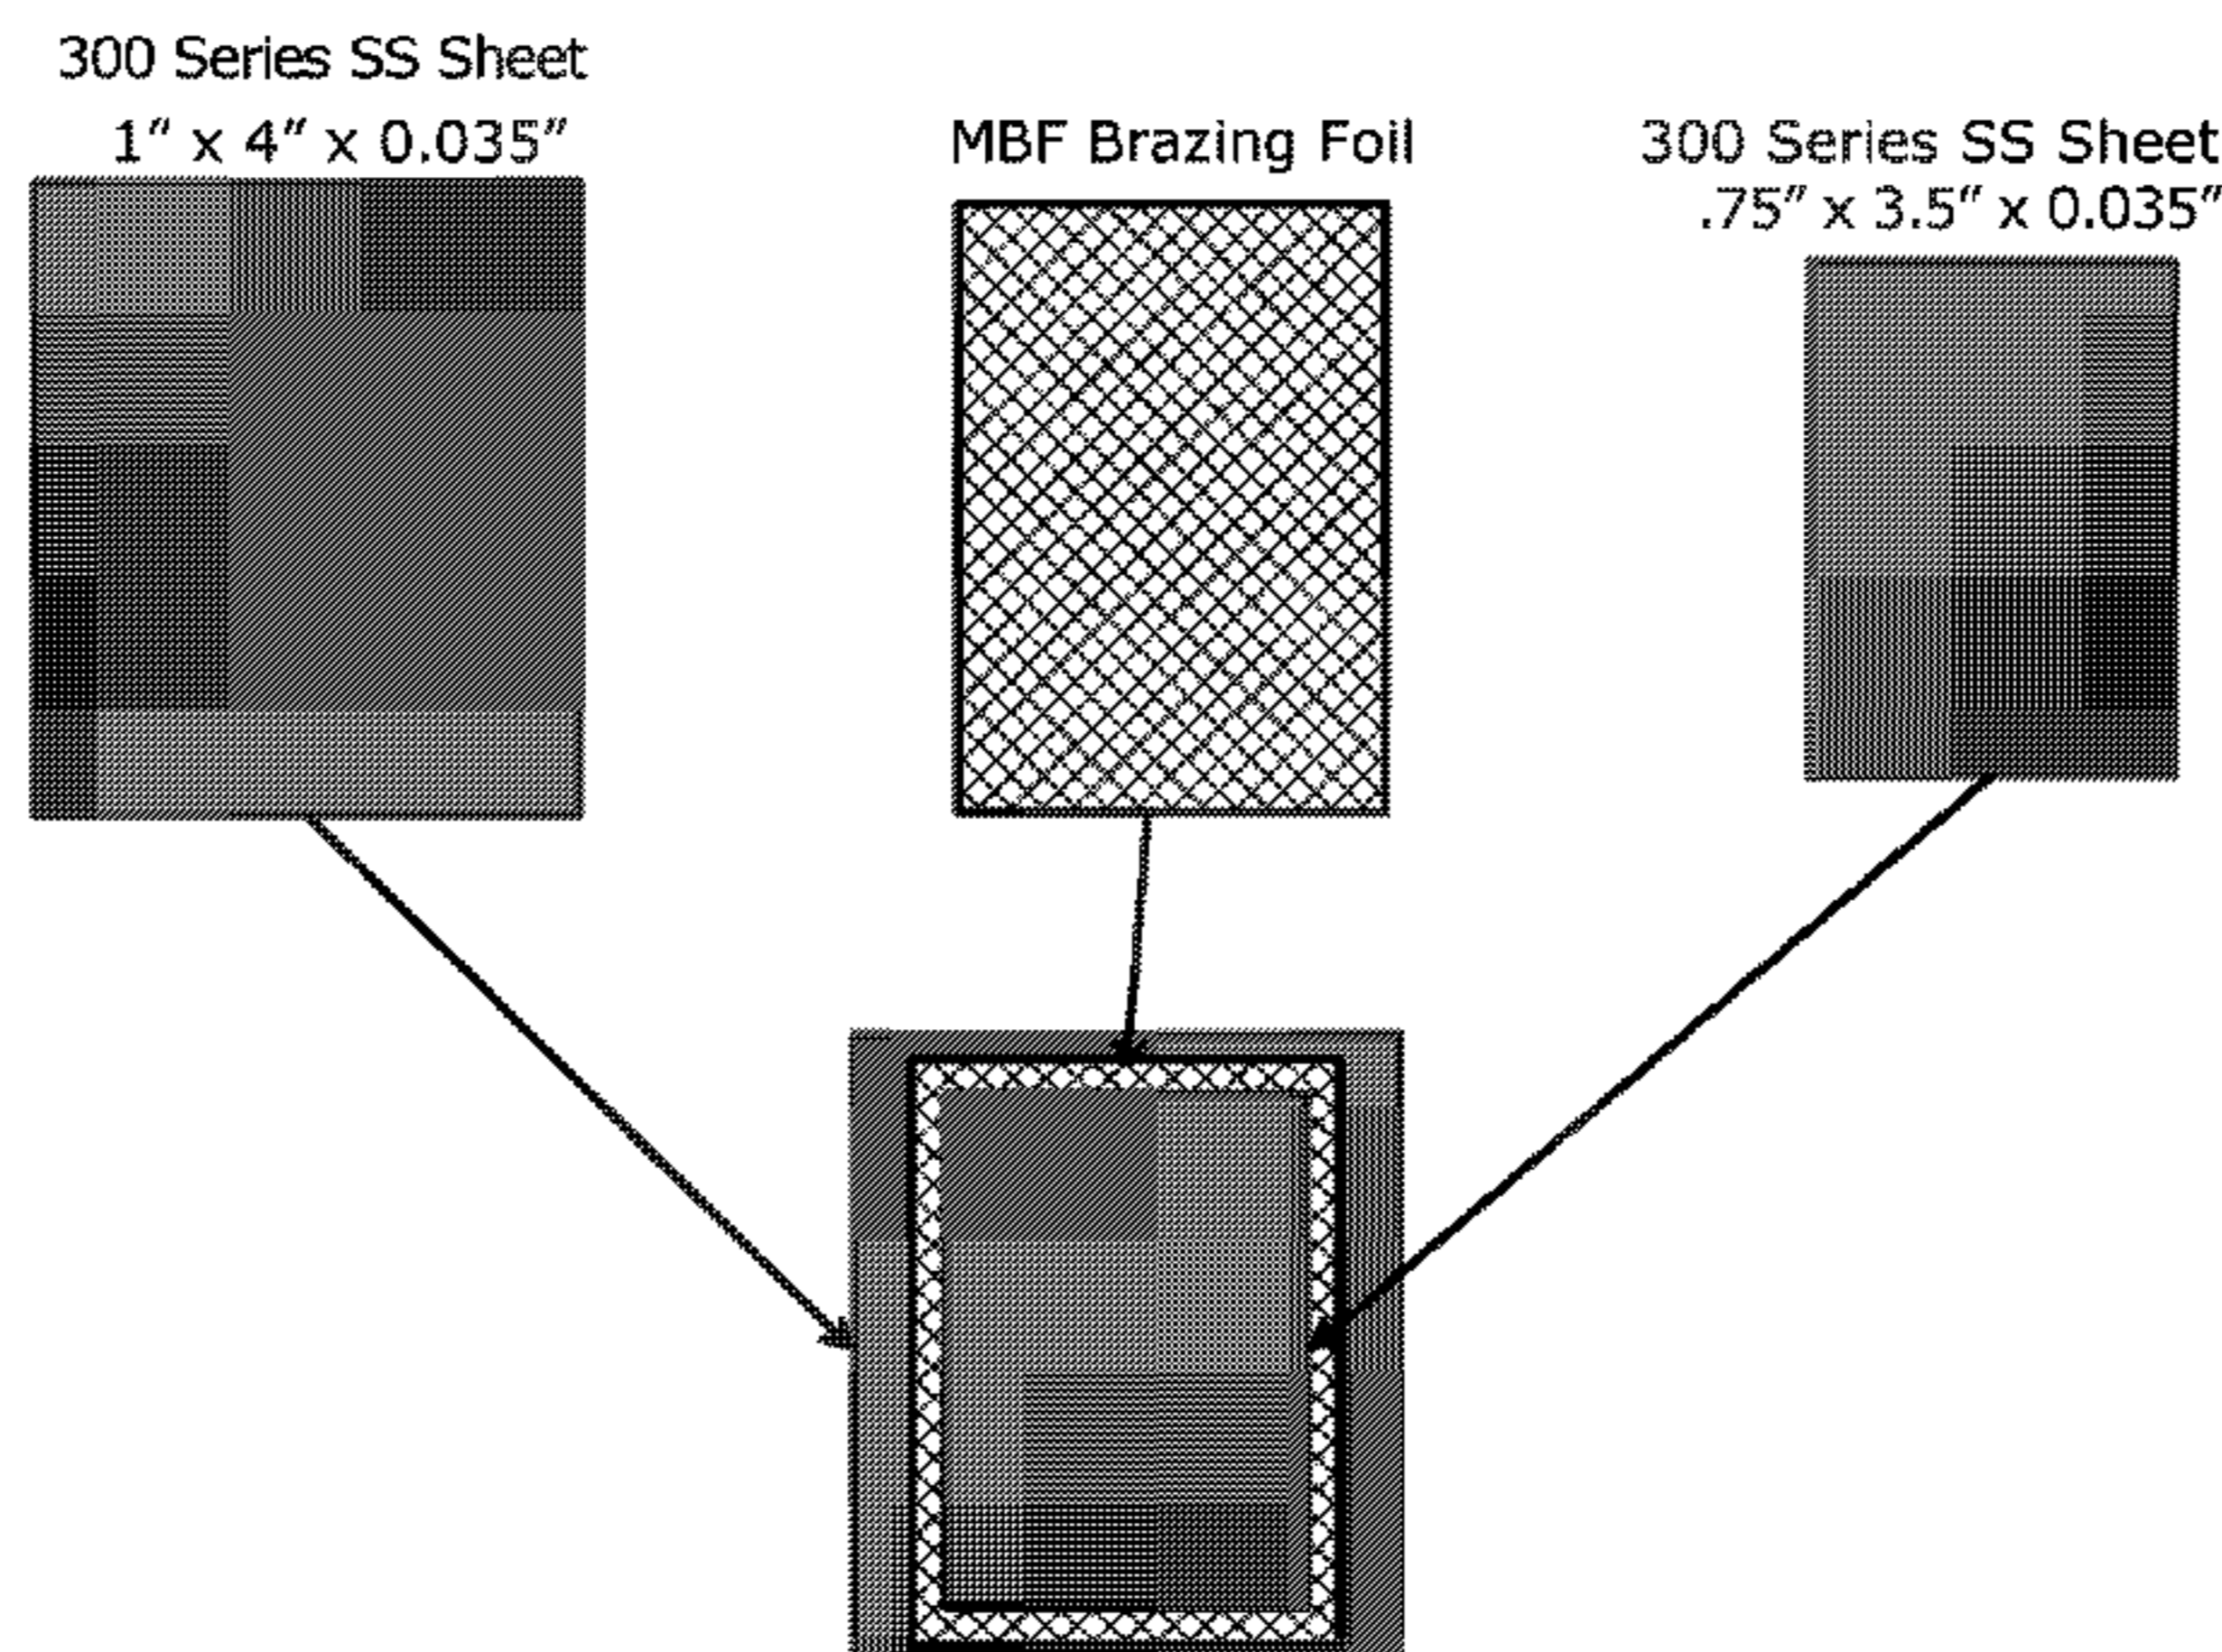 300 Series SS Sheet
1″ x 4″ x 0.035″
MBF Brazing Foil
300 Series SS Sheet
.75″ x 3.5″ x 0.035″